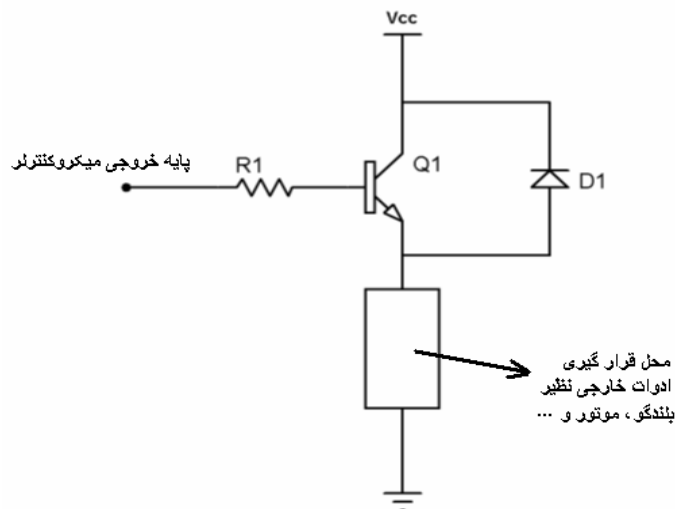 Vcc
پایه خروجی میکروکنترلر
R1
Q1
D1
محل قرار گیری
ادوات خارجی نظیر
بلندگو ، موتور و ...